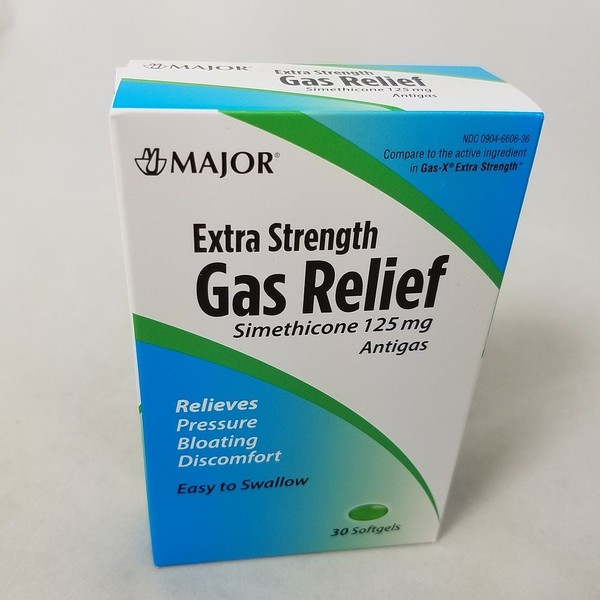 MAJOR®
Extra Strength
Gas Relief
Simethicone 125 mg
Antigas
NDC 0904-6606-36
Compare to the active ingredient
in Gas-X® Extra Strength™
MAJOR®
Extra Strength
Gas Relief
Simethicone 125 mg
Antigas
Relieves
Pressure
Bloating
Discomfort
Easy to Swallow
30 Softgels